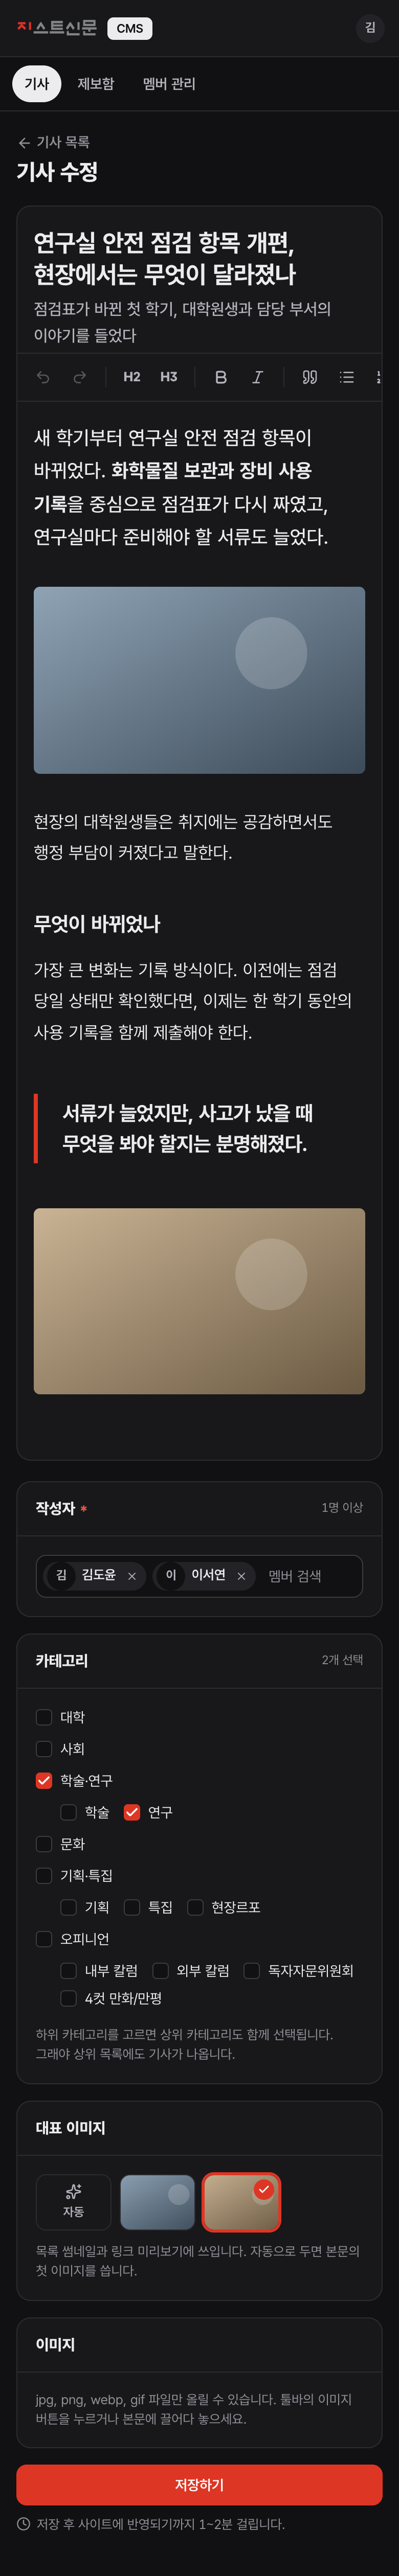 지스트신문 CMS 김
기사 제보함 멤버 관리
← 기사 목록
기사 수정
연구실 안전 점검 항목 개편,
현장에서는 무엇이 달라졌나
점검표가 바뀐 첫 학기, 대학원생과 담당 부서의
이야기를 들었다
H2 H3 B I
새 학기부터 연구실 안전 점검 항목이
바뀌었다. 화학물질 보관과 장비 사용
기록을 중심으로 점검표가 다시 짜였고,
연구실마다 준비해야 할 서류도 늘었다.
현장의 대학원생들은 취지에는 공감하면서도
행정 부담이 커졌다고 말한다.
무엇이 바뀌었나
가장 큰 변화는 기록 방식이다. 이전에는 점검
당일 상태만 확인했다면, 이제는 한 학기 동안의
사용 기록을 함께 제출해야 한다.
서류가 늘었지만, 사고가 났을 때
무엇을 봐야 할지는 분명해졌다.
작성자 * 1명 이상
김 김도윤 × 이 이서연 × 멤버 검색
카테고리 2개 선택
대학
사회
학술·연구
학술 연구
문화
기획·특집
기획 특집 현장르포
오피니언
내부 칼럼 외부 칼럼 독자자문위원회
4컷 만화/만평
하위 카테고리를 고르면 상위 카테고리도 함께 선택됩니다.
그래야 상위 목록에도 기사가 나옵니다.
대표 이미지
자동
목록 썸네일과 링크 미리보기에 쓰입니다. 자동으로 두면 본문의
첫 이미지를 씁니다.
이미지
jpg, png, webp, gif 파일만 올릴 수 있습니다. 툴바의 이미지
버튼을 누르거나 본문에 끌어다 놓으세요.
저장하기
저장 후 사이트에 반영되기까지 1~2분 걸립니다.